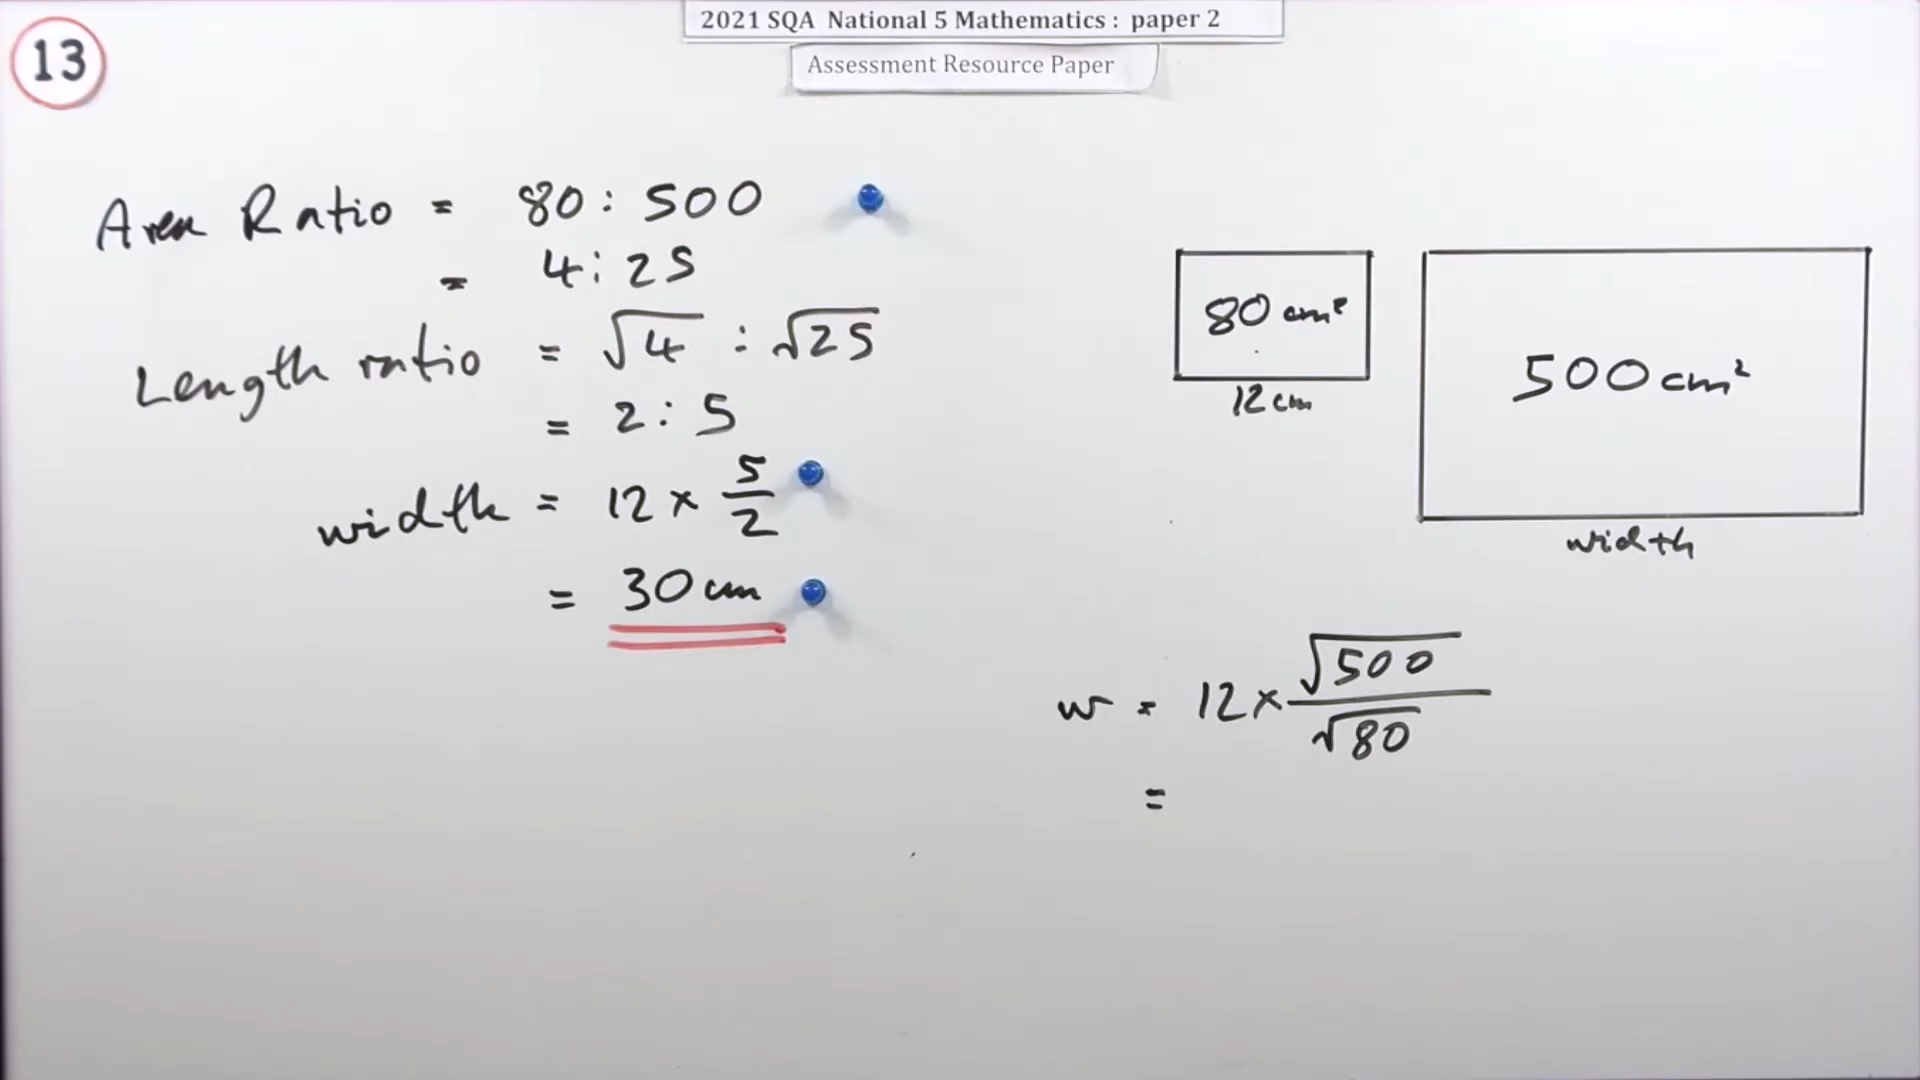 13
2021 SQA National 5 Mathematics : paper 2
Assessment Resource Paper
Area Ratio = 80 : 500
= 4 : 25
Length ratio = √4 : √25
= 2 : 5
width = 12 × 5/2
= 30 cm
80 cm²
12 cm
500 cm²
width
w = 12 × √500/√80
=